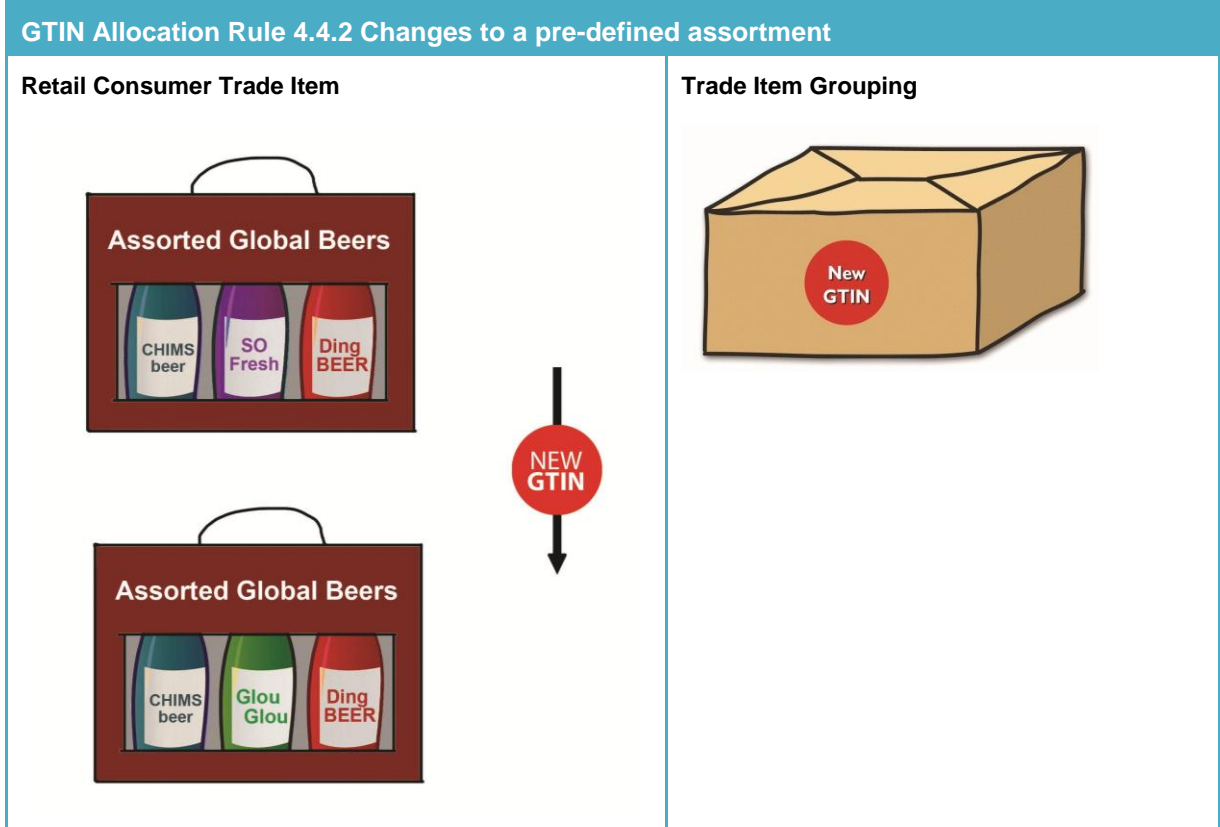 GTIN Allocation Rule 4.4.2 Changes to a pre-defined assortment
Retail Consumer Trade Item
Assorted Global Beers
CHIMS
beer
SO
Fresh
Ding
BEER
NEW
GTIN
Assorted Global Beers
CHIMS
beer
Glou
Glou
Ding
BEER
Trade Item Grouping
New
GTIN